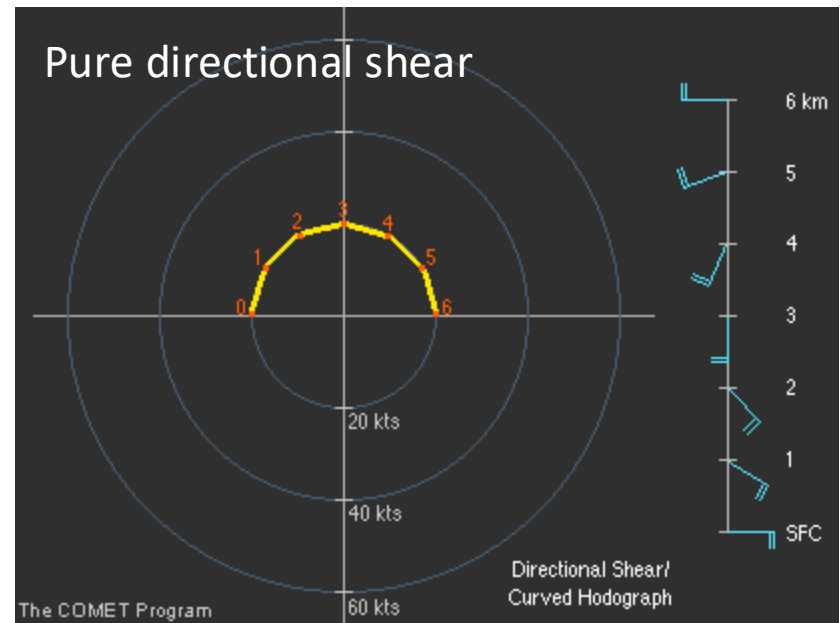 Pure directional shear
6 km
5
4
3
2
1
SFC
0
1
2
3
4
5
6
20 kts
40 kts
60 kts
Directional Shear/
Curved Hodograph
The COMET Program